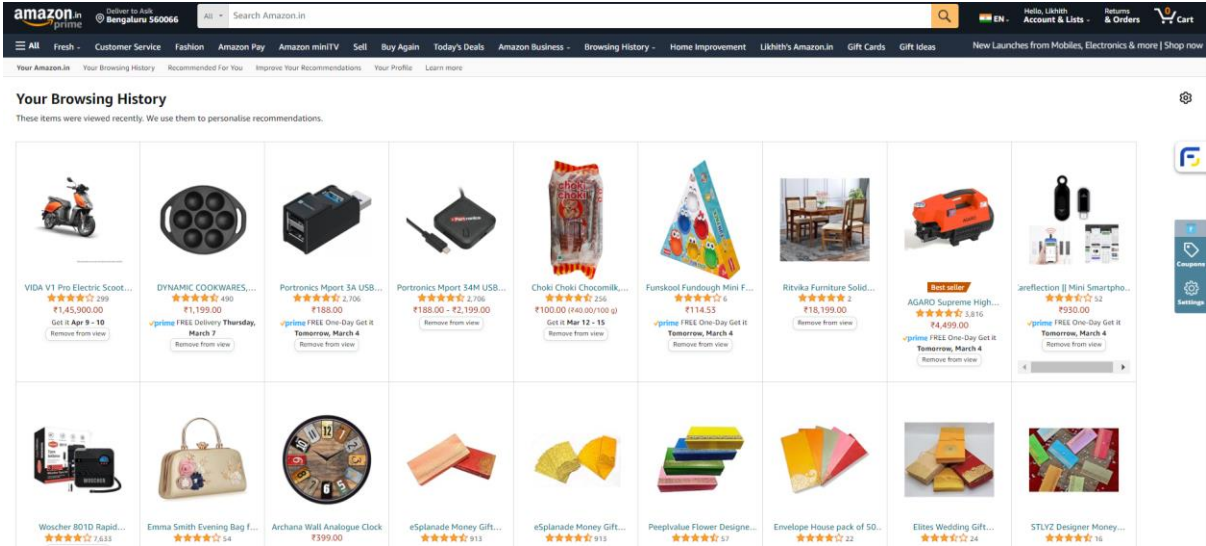 amazon.in
prime
Deliver to Asik
Bengaluru 560066
All
Search Amazon.in
EN
Hello, Likhith
Account & Lists
Returns
& Orders
0
Cart
All
Fresh
Customer Service
Fashion
Amazon Pay
Amazon miniTV
Sell
Buy Again
Today's Deals
Amazon Business
Browsing History
Home Improvement
Likhith's Amazon.in
Gift Cards
Gift Ideas
New Launches from Mobiles, Electronics & more | Shop now
Your Amazon.in
Your Browsing History
Recommended For You
Improve Your Recommendations
Your Profile
Learn more
Your Browsing History
These items were viewed recently. We use them to personalise recommendations.
VIDA V1 Pro Electric Scoot...
299
₹1,45,900.00
Get it Apr 9 - 10
Remove from view
DYNAMIC COOKWARES,...
490
₹1,199.00
prime FREE Delivery Thursday,
March 7
Remove from view
Portronics Mport 3A USB...
2,706
₹188.00
prime FREE One-Day Get it
Tomorrow, March 4
Remove from view
Portronics
Portronics Mport 34M USB...
2,706
₹188.00 - ₹2,199.00
Remove from view
choki
choki
Choki Choki Chocomilk,...
256
₹100.00 (₹40.00/100 g)
Get it Mar 12 - 15
Remove from view
Funskool Fundough Mini F...
6
₹114.53
prime FREE One-Day Get it
Tomorrow, March 4
Remove from view
Ritvika Furniture Solid...
2
₹18,199.00
Remove from view
AGARO
Best seller
AGARO Supreme High...
3,816
₹4,499.00
prime FREE One-Day Get it
Tomorrow, March 4
Remove from view
areflection || Mini Smartpho...
52
₹930.00
prime FREE One-Day Get it
Tomorrow, March 4
Remove from view
Coupons
Settings
WOSCHER
Woscher 801D Rapid...
7,633
Emma Smith Evening Bag f...
54
Archana Wall Analogue Clock
₹399.00
eSplanade Money Gift...
913
eSplanade Money Gift...
913
Peeplvalue Flower Designe...
57
Envelope House pack of 50...
22
Elites Wedding Gift...
24
STLYZ Designer Money...
16